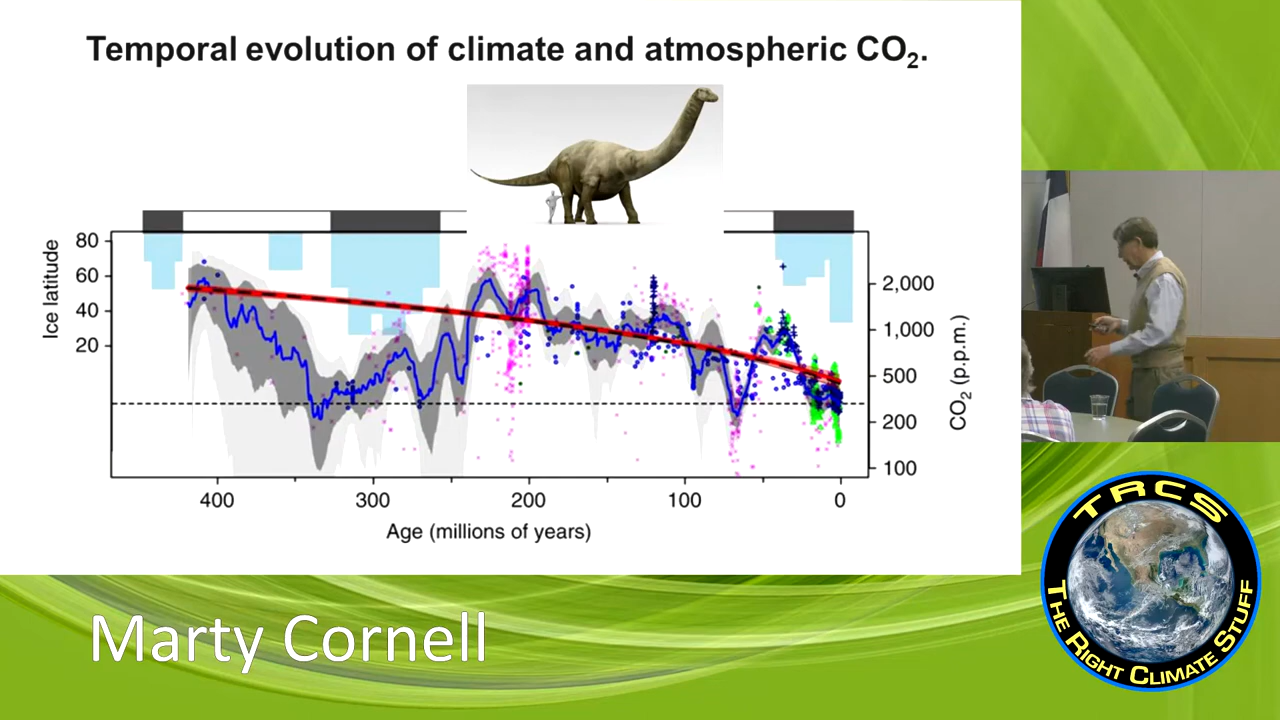 Temporal evolution of climate and atmospheric CO₂.
Ice latitude
80
60
40
20
2,000
1,000
500
200
100
CO₂ (p.p.m.)
400
300
200
100
0
Age (millions of years)
Marty Cornell
TRCS
THE RIGHT CLIMATE STUFF